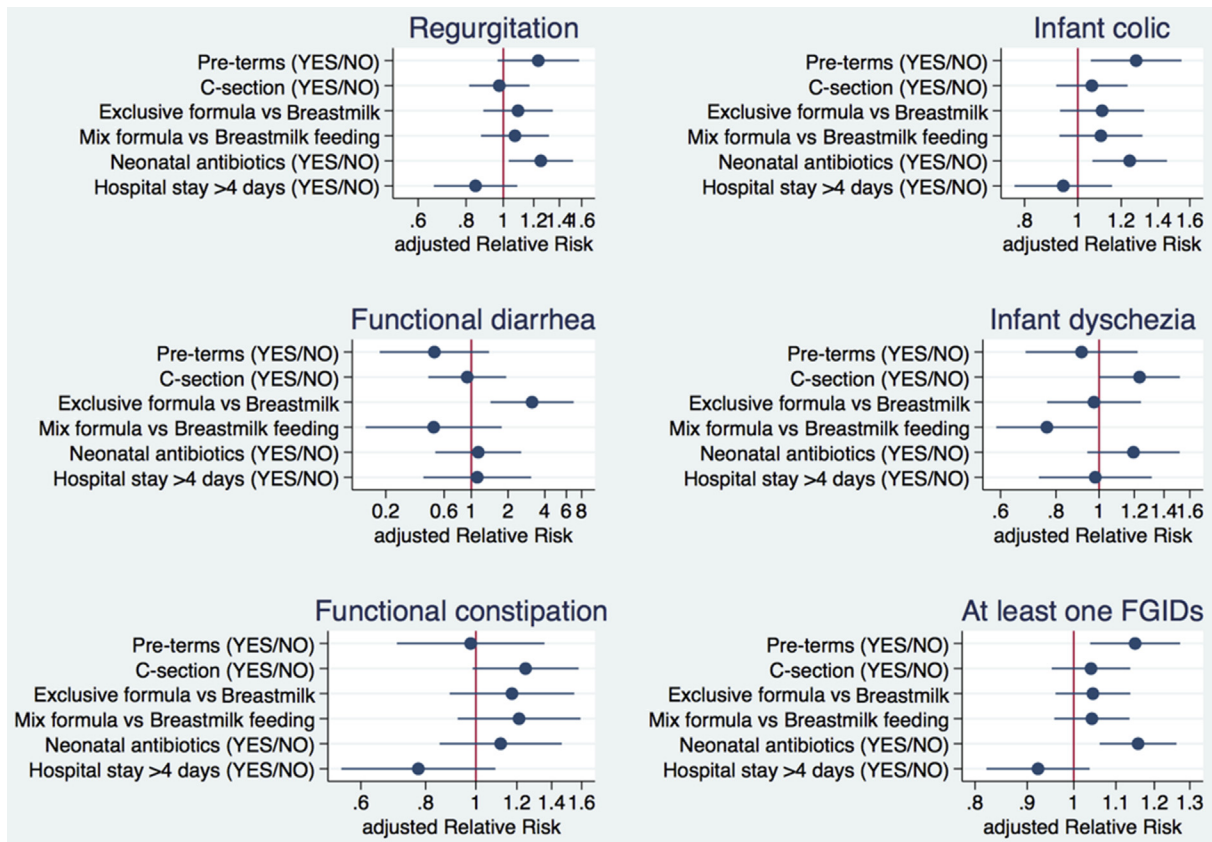 Regurgitation
Pre-terms (YES/NO)
C-section (YES/NO)
Exclusive formula vs Breastmilk
Mix formula vs Breastmilk feeding
Neonatal antibiotics (YES/NO)
Hospital stay >4 days (YES/NO)
.6 .8 1 1.2 1.4 1.6
adjusted Relative Risk
Infant colic
Pre-terms (YES/NO)
C-section (YES/NO)
Exclusive formula vs Breastmilk
Mix formula vs Breastmilk feeding
Neonatal antibiotics (YES/NO)
Hospital stay >4 days (YES/NO)
.8 1 1.2 1.4 1.6
adjusted Relative Risk
Functional diarrhea
Pre-terms (YES/NO)
C-section (YES/NO)
Exclusive formula vs Breastmilk
Mix formula vs Breastmilk feeding
Neonatal antibiotics (YES/NO)
Hospital stay >4 days (YES/NO)
0.2 0.6 1 2 4 6 8
adjusted Relative Risk
Infant dyschezia
Pre-terms (YES/NO)
C-section (YES/NO)
Exclusive formula vs Breastmilk
Mix formula vs Breastmilk feeding
Neonatal antibiotics (YES/NO)
Hospital stay >4 days (YES/NO)
.6 .8 1 1.2 1.4 1.6
adjusted Relative Risk
Functional constipation
Pre-terms (YES/NO)
C-section (YES/NO)
Exclusive formula vs Breastmilk
Mix formula vs Breastmilk feeding
Neonatal antibiotics (YES/NO)
Hospital stay >4 days (YES/NO)
.6 .8 1 1.2 1.4 1.6
adjusted Relative Risk
At least one FGIDs
Pre-terms (YES/NO)
C-section (YES/NO)
Exclusive formula vs Breastmilk
Mix formula vs Breastmilk feeding
Neonatal antibiotics (YES/NO)
Hospital stay >4 days (YES/NO)
.8 .9 1 1.1 1.2 1.3
adjusted Relative Risk